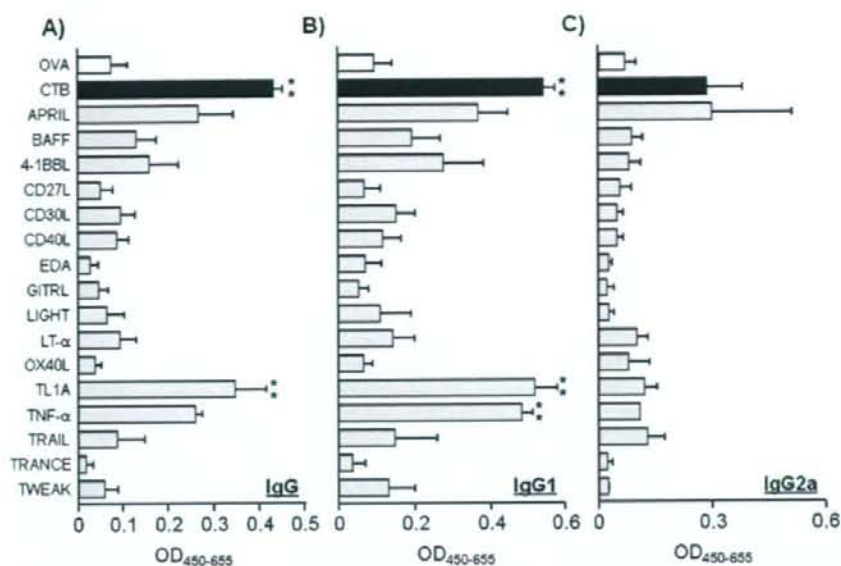 A) B) C)
OVA
CTB **  **
APRIL
BAFF
4-1BBL
CD27L
CD30L
CD40L
EDA
GITRL
LIGHT
LT-α
OX40L
TL1A ** **
TNF-α **
TRAIL
TRANCE
TWEAK IgG IgG1 IgG2a
0 0.1 0.2 0.3 0.4 0.5 0 0.2 0.4 0.6 0 0.3 0.6
OD450-655 OD450-655 OD450-655